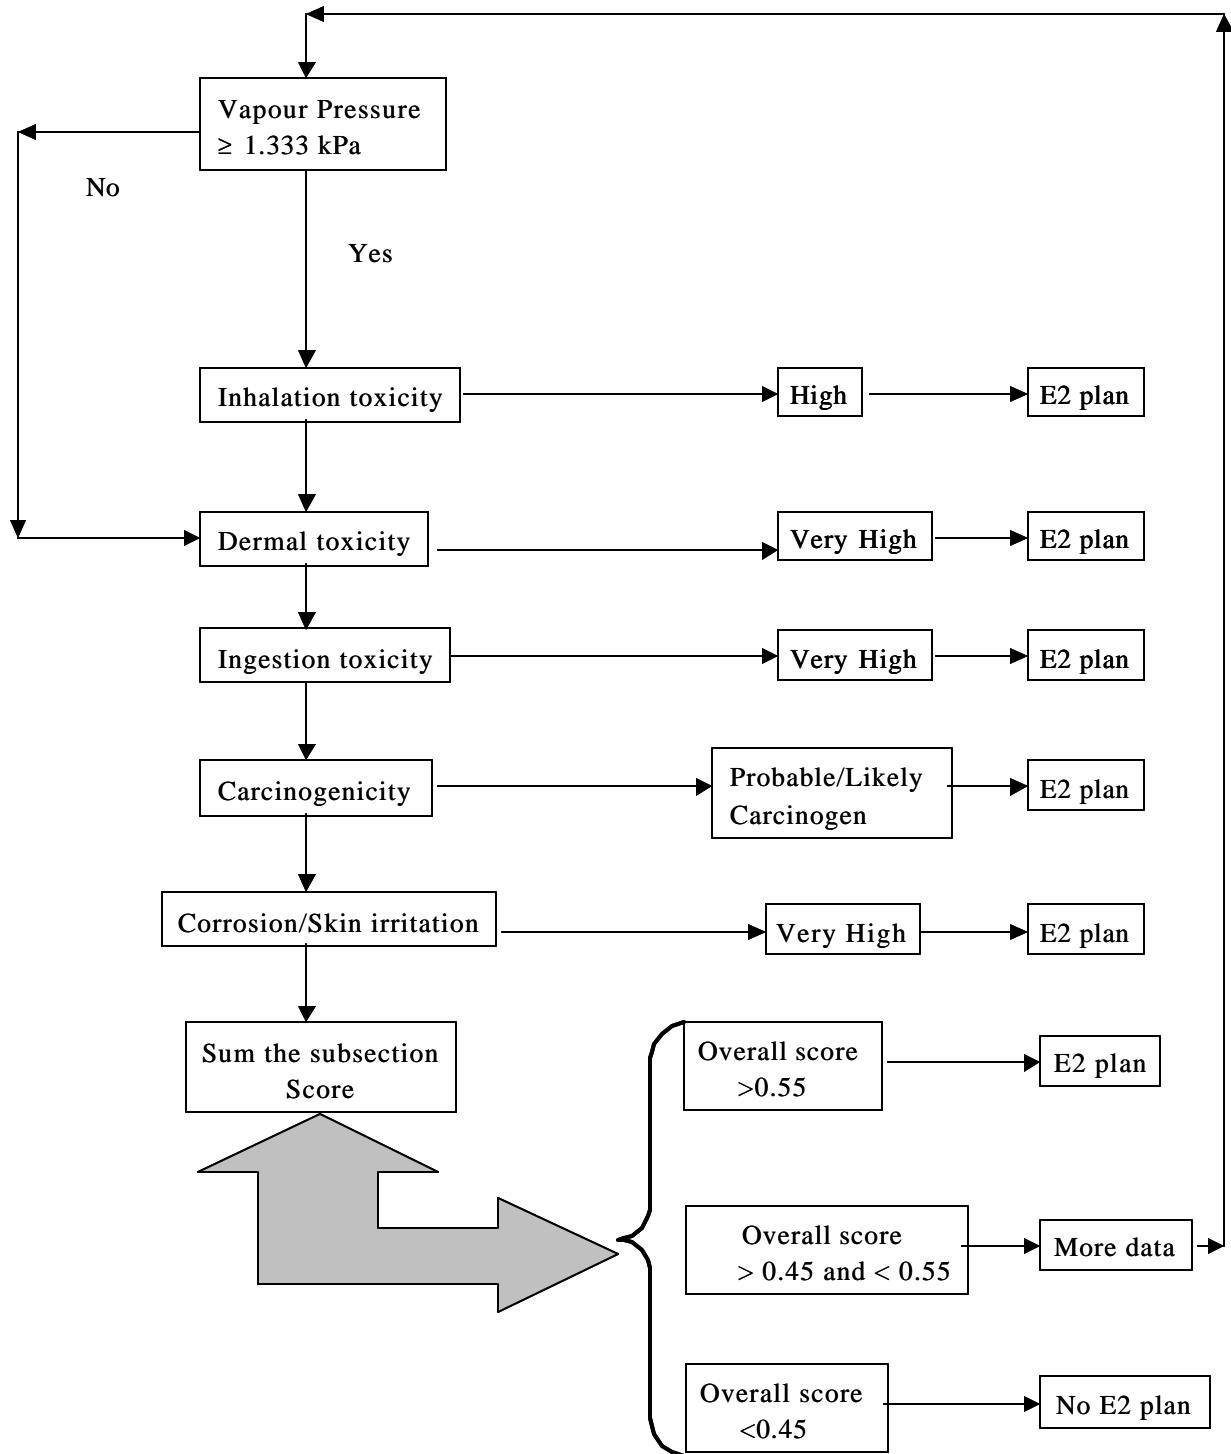 Vapour Pressure
≥ 1.333 kPa
No
Yes
Inhalation toxicity
High
E2 plan
Dermal toxicity
Very High
E2 plan
Ingestion toxicity
Very High
E2 plan
Carcinogenicity
Probable/Likely
Carcinogen
E2 plan
Corrosion/Skin irritation
Very High
E2 plan
Sum the subsection
Score
Overall score
>0.55
E2 plan
Overall score
> 0.45 and < 0.55
More data
Overall score
<0.45
No E2 plan